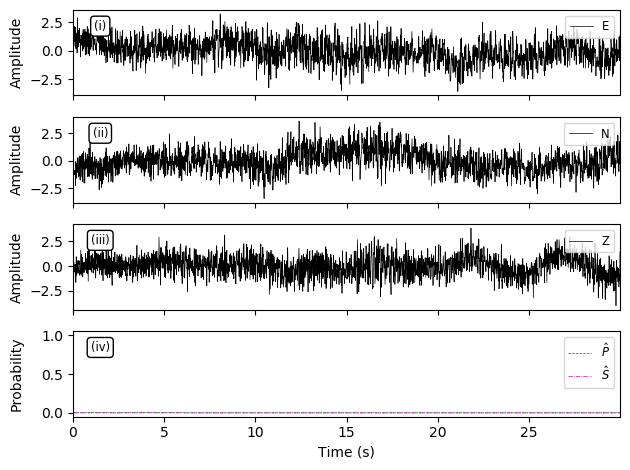 (i)
E
2.5
0.0
−2.5
Amplitude
(ii)
N
2.5
0.0
−2.5
Amplitude
(iii)
Z
2.5
0.0
−2.5
Amplitude
(iv)
P̂
Ŝ
1.0
0.5
0.0
Probability
0 5 10 15 20 25
Time (s)